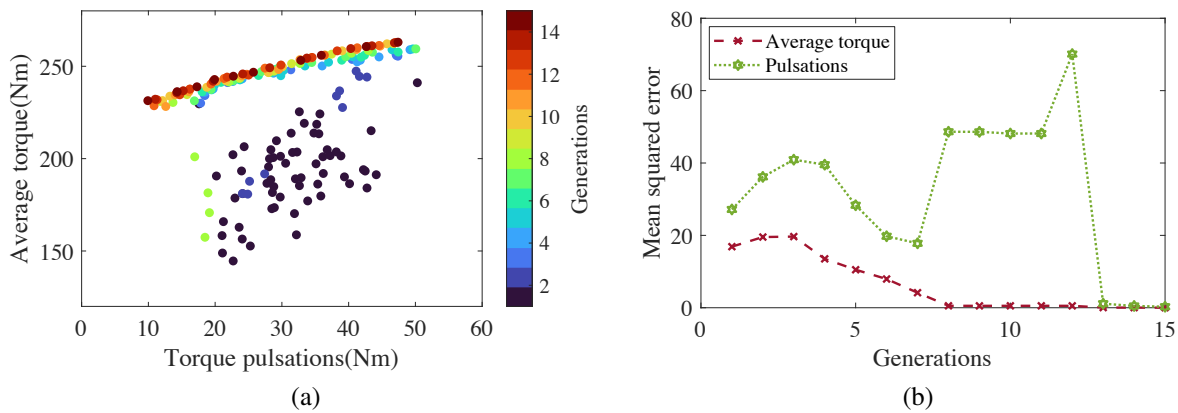 250
200
150
0
10
20
30
40
50
60
Average torque(Nm)
Torque pulsations(Nm)
14
12
10
8
6
4
2
Generations
(a)
80
60
40
20
0
0
5
10
15
Mean squared error
Generations
Average torque
Pulsations
(b)